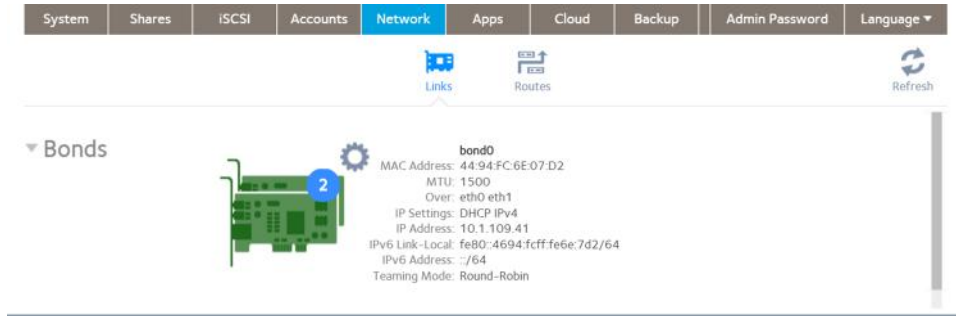 System Shares iSCSI Accounts Network Apps Cloud Backup Admin Password Language
Links Routes Refresh
Bonds
2
bond0
MAC Address: 44:94:FC:6E:07:D2
MTU: 1500
Over: eth0 eth1
IP Settings: DHCP IPv4
IP Address: 10.1.109.41
IPv6 Link-Local: fe80::4694:fcff:fe6e:7d2/64
IPv6 Address: ::/64
Teaming Mode: Round-Robin